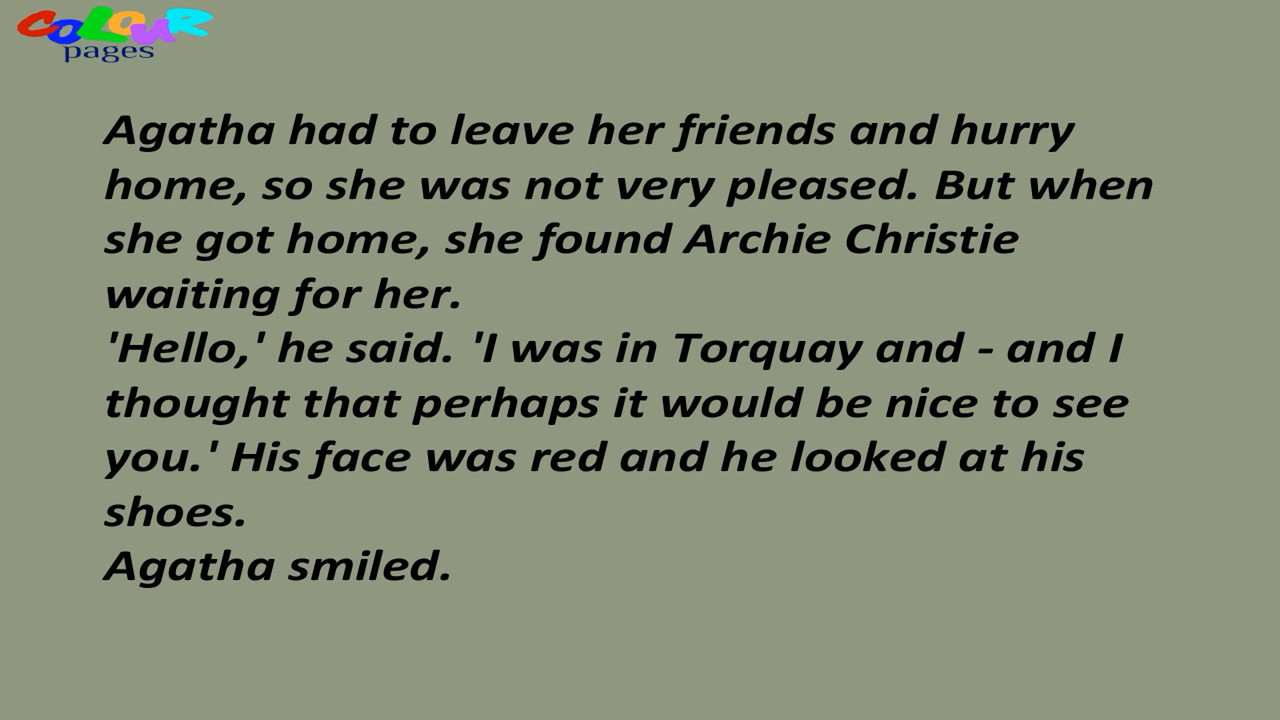 COLOUR
pages
Agatha had to leave her friends and hurry
home, so she was not very pleased. But when
she got home, she found Archie Christie
waiting for her.
'Hello,' he said. 'I was in Torquay and - and I
thought that perhaps it would be nice to see
you.' His face was red and he looked at his
shoes.
Agatha smiled.